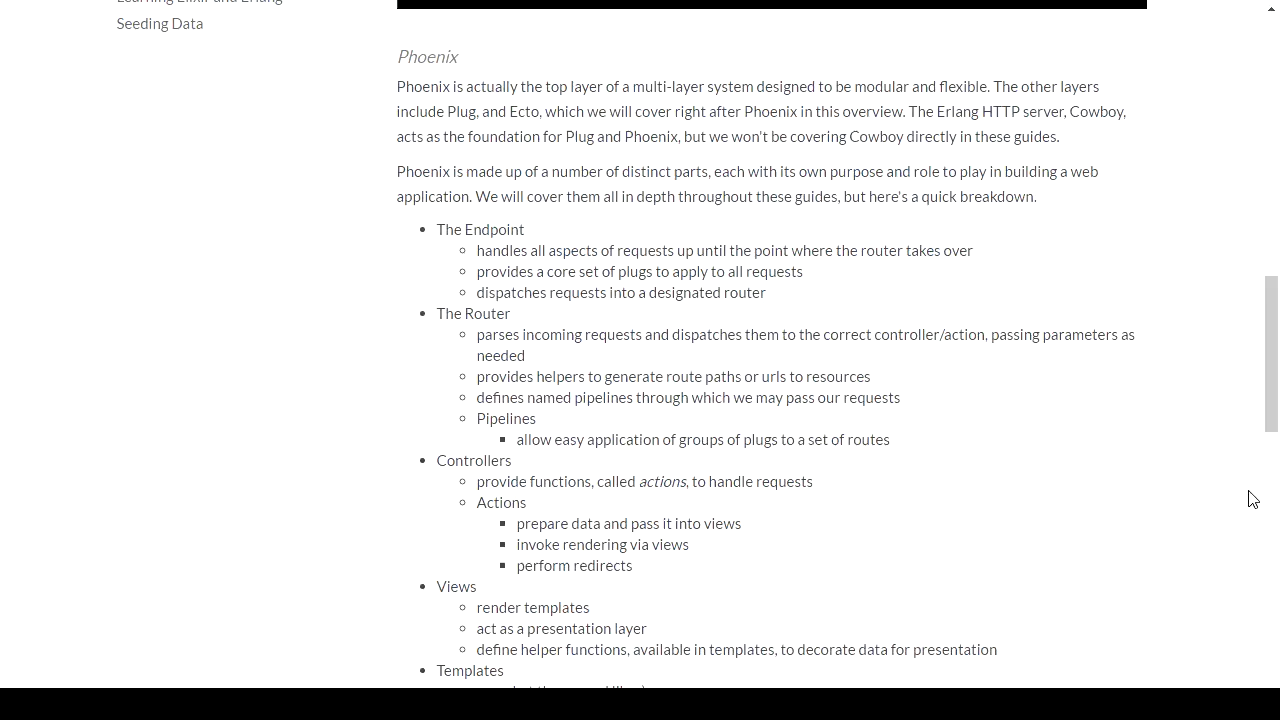 Learning Elixir and Erlang
Seeding Data
Phoenix
Phoenix is actually the top layer of a multi-layer system designed to be modular and flexible. The other layers
include Plug, and Ecto, which we will cover right after Phoenix in this overview. The Erlang HTTP server, Cowboy,
acts as the foundation for Plug and Phoenix, but we won't be covering Cowboy directly in these guides.
Phoenix is made up of a number of distinct parts, each with its own purpose and role to play in building a web
application. We will cover them all in depth throughout these guides, but here's a quick breakdown.
The Endpoint
handles all aspects of requests up until the point where the router takes over
provides a core set of plugs to apply to all requests
dispatches requests into a designated router
The Router
parses incoming requests and dispatches them to the correct controller/action, passing parameters as
needed
provides helpers to generate route paths or urls to resources
defines named pipelines through which we may pass our requests
Pipelines
allow easy application of groups of plugs to a set of routes
Controllers
provide functions, called actions, to handle requests
Actions
prepare data and pass it into views
invoke rendering via views
perform redirects
Views
render templates
act as a presentation layer
define helper functions, available in templates, to decorate data for presentation
Templates